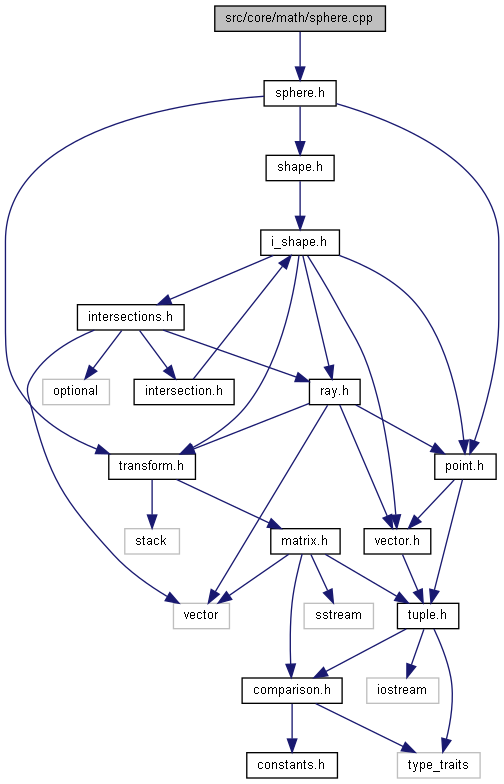 src/core/math/sphere.cpp
sphere.h
shape.h
i_shape.h
intersections.h
optional
intersection.h
ray.h
transform.h
point.h
stack
matrix.h
vector.h
vector
sstream
tuple.h
comparison.h
iostream
constants.h
type_traits